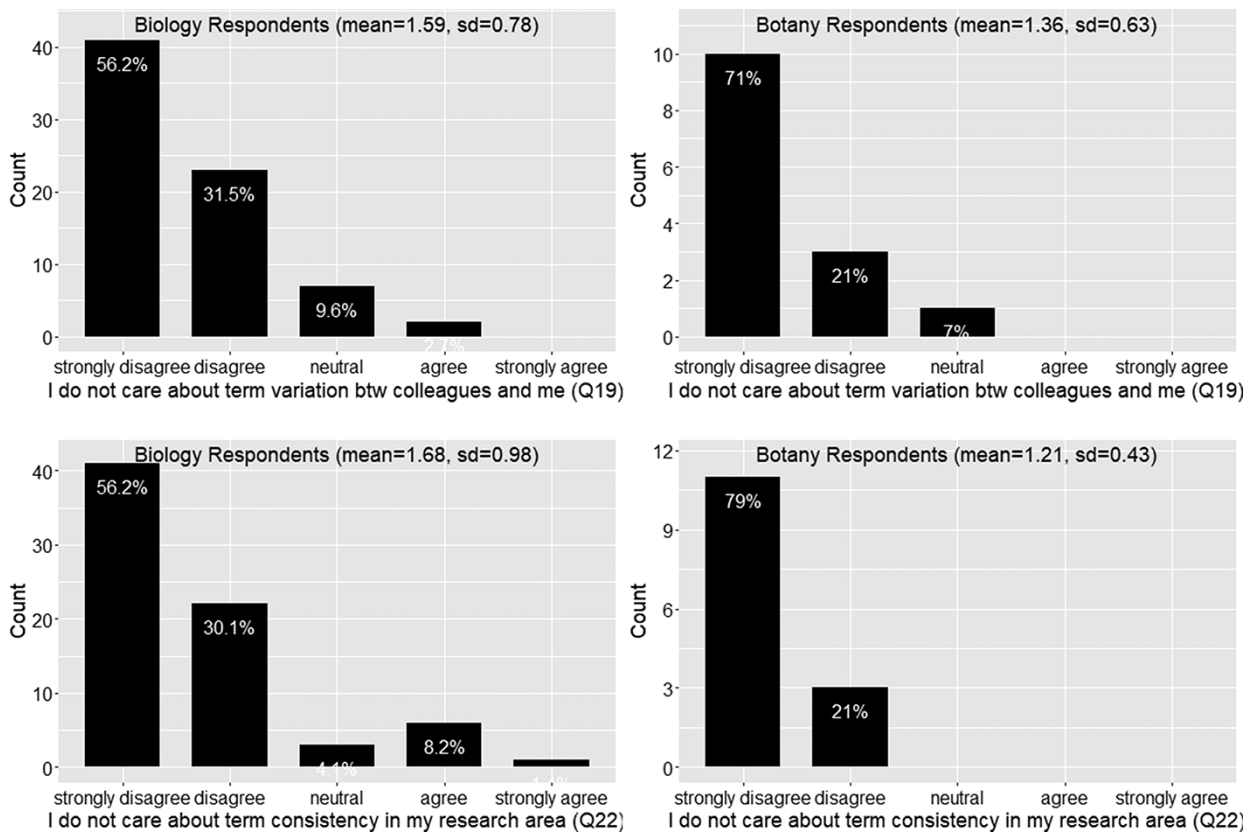 Biology Respondents (mean=1.59, sd=0.78)
40
30
20
10
0
Count
56.2%
31.5%
9.6%
2.7%
strongly disagree disagree neutral agree strongly agree
I do not care about term variation btw colleagues and me (Q19)
Botany Respondents (mean=1.36, sd=0.63)
10
8
6
4
2
0
Count
71%
21%
7%
strongly disagree disagree neutral agree strongly agree
I do not care about term variation btw colleagues and me (Q19)
Biology Respondents (mean=1.68, sd=0.98)
40
30
20
10
0
Count
56.2%
30.1%
4.1%
8.2%
strongly disagree disagree neutral agree strongly agree
I do not care about term consistency in my research area (Q22)
Botany Respondents (mean=1.21, sd=0.43)
12
9
6
3
0
Count
79%
21%
strongly disagree disagree neutral agree strongly agree
I do not care about term consistency in my research area (Q22)